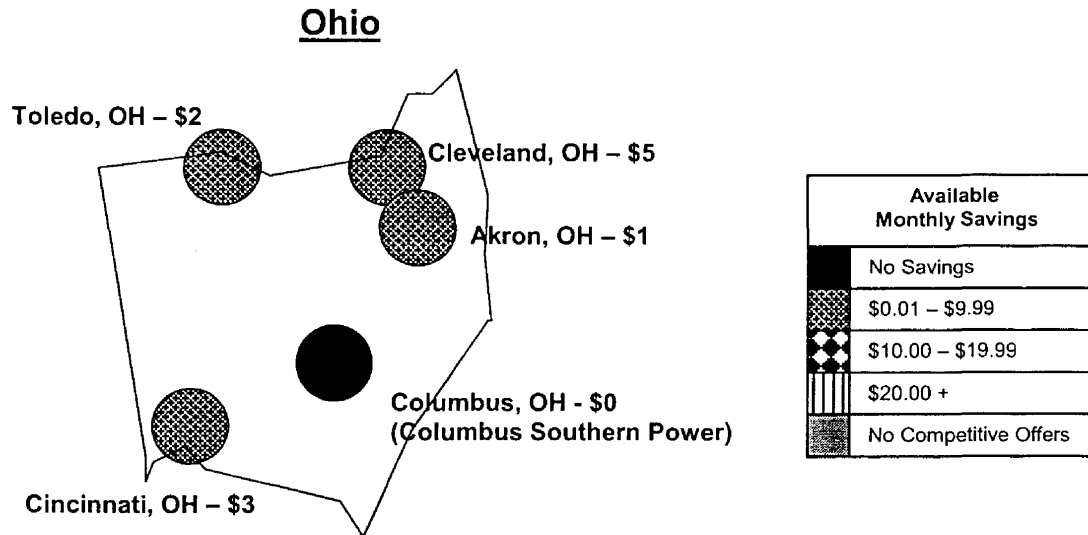 Ohio
Toledo, OH – $2
Cleveland, OH – $5
Akron, OH – $1
Columbus, OH - $0
(Columbus Southern Power)
Cincinnati, OH – $3
Available
Monthly Savings
No Savings
$0.01 – $9.99
$10.00 – $19.99
$20.00 +
No Competitive Offers